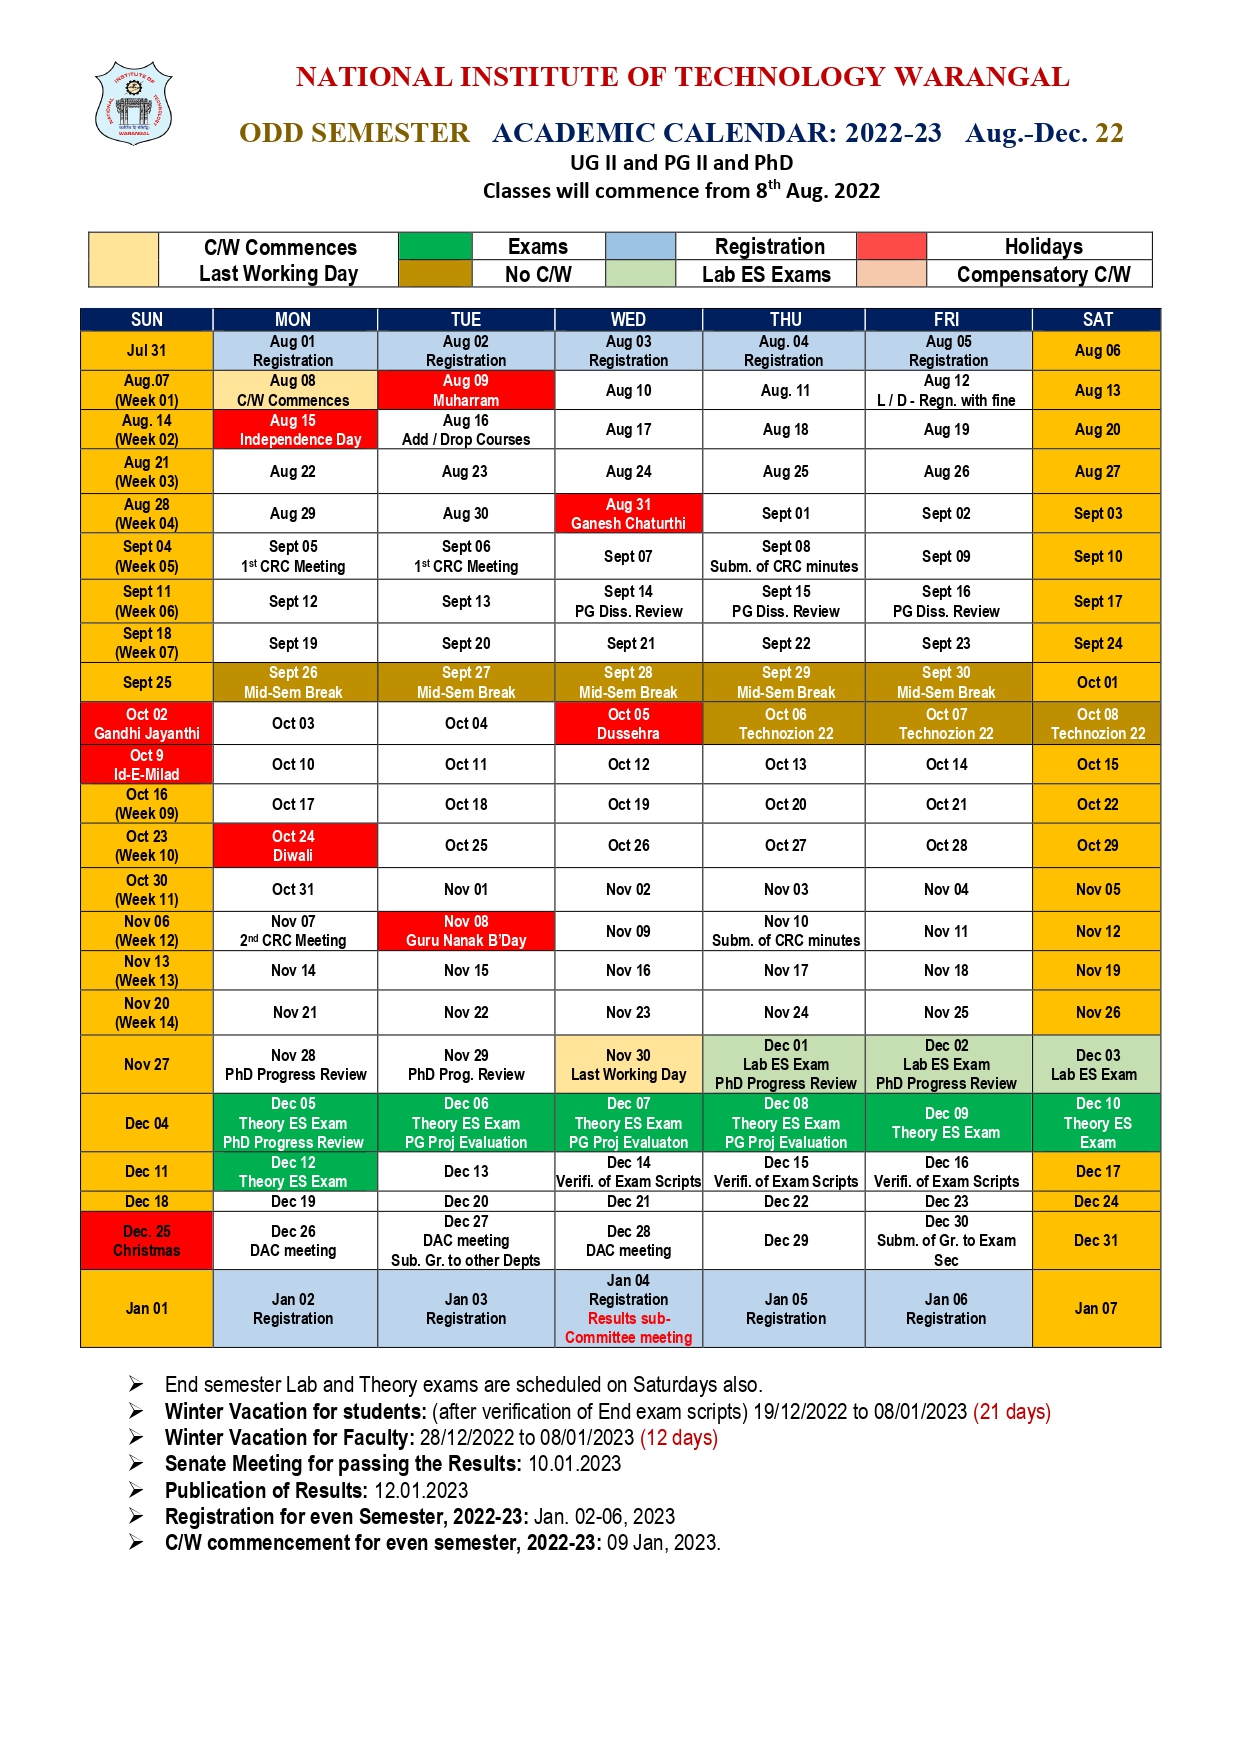 NATIONAL INSTITUTE OF TECHNOLOGY WARANGAL
ODD SEMESTER ACADEMIC CALENDAR: 2022-23 Aug.-Dec. 22
UG II and PG II and PhD
Classes will commence from 8th Aug. 2022
C/W Commences Exams Registration Holidays
Last Working Day No C/W Lab ES Exams Compensatory C/W
SUN MON TUE WED THU FRI SAT
Jul 31 Aug 01 Aug 02 Aug 03 Aug. 04 Aug 05 Aug 06
Registration Registration Registration Registration Registration
Aug.07 Aug 08 Aug 09 Aug 10 Aug. 11 Aug 12 Aug 13
(Week 01) C/W Commences Muharram L / D - Regn. with fine
Aug. 14 Aug 15 Aug 16 Aug 17 Aug 18 Aug 19 Aug 20
(Week 02) Independence Day Add / Drop Courses
Aug 21 Aug 22 Aug 23 Aug 24 Aug 25 Aug 26 Aug 27
(Week 03)
Aug 28 Aug 29 Aug 30 Aug 31 Sept 01 Sept 02 Sept 03
(Week 04) Ganesh Chaturthi
Sept 04 Sept 05 Sept 06 Sept 07 Sept 08 Sept 09 Sept 10
(Week 05) 1st CRC Meeting 1st CRC Meeting Subm. of CRC minutes
Sept 11 Sept 12 Sept 13 Sept 14 Sept 15 Sept 16 Sept 17
(Week 06) PG Diss. Review PG Diss. Review PG Diss. Review
Sept 18 Sept 19 Sept 20 Sept 21 Sept 22 Sept 23 Sept 24
(Week 07)
Sept 25 Sept 26 Sept 27 Sept 28 Sept 29 Sept 30 Oct 01
Mid-Sem Break Mid-Sem Break Mid-Sem Break Mid-Sem Break Mid-Sem Break
Oct 02 Oct 03 Oct 04 Oct 05 Oct 06 Oct 07 Oct 08
Gandhi Jayanthi Dussehra Technozion 22 Technozion 22 Technozion 22
Oct 9 Oct 10 Oct 11 Oct 12 Oct 13 Oct 14 Oct 15
Id-E-Milad
Oct 16 Oct 17 Oct 18 Oct 19 Oct 20 Oct 21 Oct 22
(Week 09)
Oct 23 Oct 24 Oct 25 Oct 26 Oct 27 Oct 28 Oct 29
(Week 10) Diwali
Oct 30 Oct 31 Nov 01 Nov 02 Nov 03 Nov 04 Nov 05
(Week 11)
Nov 06 Nov 07 Nov 08 Nov 09 Nov 10 Nov 11 Nov 12
(Week 12) 2nd CRC Meeting Guru Nanak B'Day Subm. of CRC minutes
Nov 13 Nov 14 Nov 15 Nov 16 Nov 17 Nov 18 Nov 19
(Week 13)
Nov 20 Nov 21 Nov 22 Nov 23 Nov 24 Nov 25 Nov 26
(Week 14)
Nov 27 Nov 28 Nov 29 Nov 30 Dec 01 Dec 02 Dec 03
PhD Progress Review PhD Prog. Review Last Working Day Lab ES Exam Lab ES Exam Lab ES Exam
PhD Progress Review PhD Progress Review
Dec 04 Dec 05 Dec 06 Dec 07 Dec 08 Dec 09 Dec 10
Theory ES Exam Theory ES Exam Theory ES Exam Theory ES Exam Theory ES Exam Theory ES
PhD Progress Review PG Proj Evaluation PG Proj Evaluaton PG Proj Evaluation Exam
Dec 11 Dec 12 Dec 13 Dec 14 Dec 15 Dec 16 Dec 17
Theory ES Exam Verifi. of Exam Scripts Verifi. of Exam Scripts Verifi. of Exam Scripts
Dec 18 Dec 19 Dec 20 Dec 21 Dec 22 Dec 23 Dec 24
Dec. 25 Dec 26 Dec 27 Dec 28 Dec 29 Dec 30 Dec 31
Christmas DAC meeting DAC meeting DAC meeting Subm. of Gr. to Exam
Sub. Gr. to other Depts Sec
Jan 01 Jan 02 Jan 03 Jan 04 Jan 05 Jan 06 Jan 07
Registration Registration Registration Registration Registration
Results sub-
Committee meeting
➢ End semester Lab and Theory exams are scheduled on Saturdays also.
➢ Winter Vacation for students: (after verification of End exam scripts) 19/12/2022 to 08/01/2023 (21 days)
➢ Winter Vacation for Faculty: 28/12/2022 to 08/01/2023 (12 days)
➢ Senate Meeting for passing the Results: 10.01.2023
➢ Publication of Results: 12.01.2023
➢ Registration for even Semester, 2022-23: Jan. 02-06, 2023
➢ C/W commencement for even semester, 2022-23: 09 Jan, 2023.